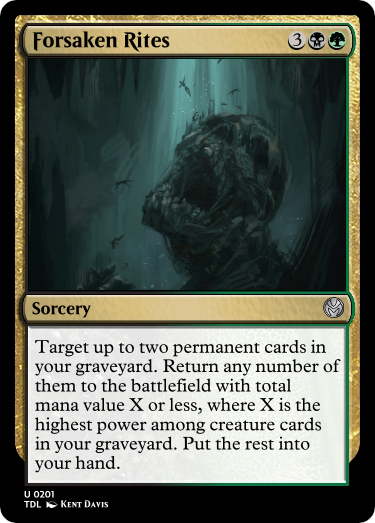 Forsaken Rites 3
Sorcery
Target up to two permanent cards in
your graveyard. Return any number of
them to the battlefield with total
mana value X or less, where X is the
highest power among creature cards
in your graveyard. Put the rest into
your hand.
U 0201
TDL Kent Davis